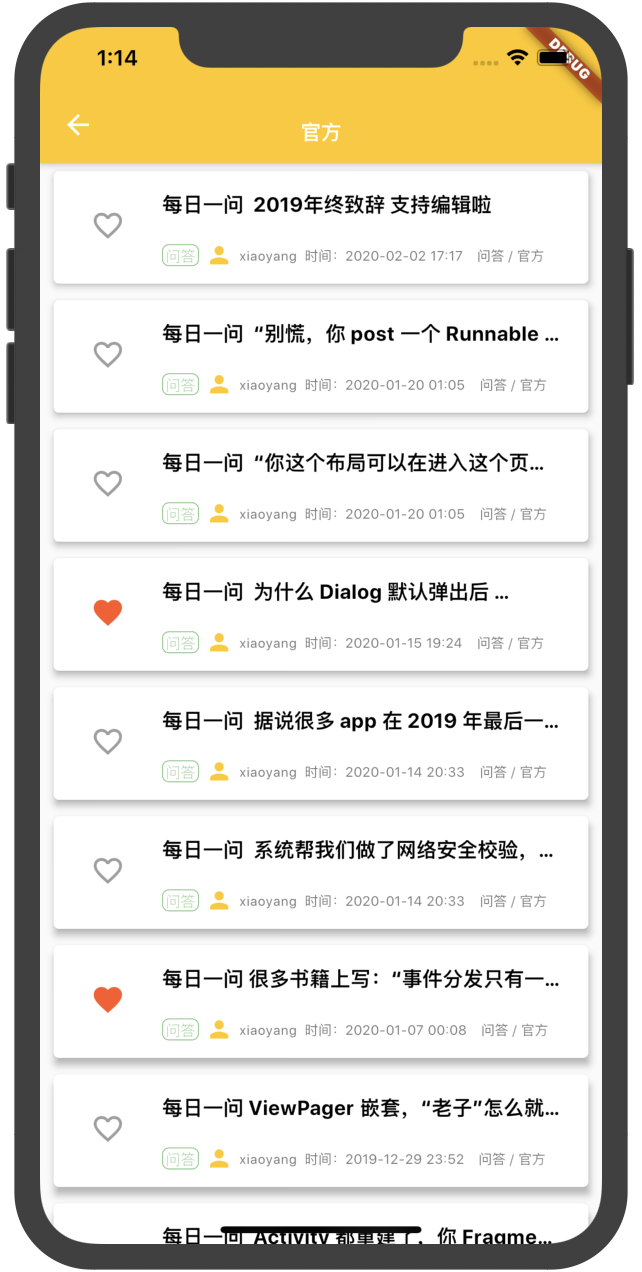 1:14
DEBUG
官方
每日一问  2019年终致辞 支持编辑啦
问答 xiaoyang 时间：2020-02-02 17:17 问答 / 官方
每日一问  “别慌，你 post 一个 Runnable ...
问答 xiaoyang 时间：2020-01-20 01:05 问答 / 官方
每日一问  “你这个布局可以在进入这个页...
问答 xiaoyang 时间：2020-01-20 01:05 问答 / 官方
每日一问  为什么 Dialog 默认弹出后 ...
问答 xiaoyang 时间：2020-01-15 19:24 问答 / 官方
每日一问  据说很多 app 在 2019 年最后一...
问答 xiaoyang 时间：2020-01-14 20:33 问答 / 官方
每日一问  系统帮我们做了网络安全校验，...
问答 xiaoyang 时间：2020-01-14 20:33 问答 / 官方
每日一问 很多书籍上写：“事件分发只有一...
问答 xiaoyang 时间：2020-01-07 00:08 问答 / 官方
每日一问 ViewPager 嵌套，“老子”怎么就...
问答 xiaoyang 时间：2019-12-29 23:52 问答 / 官方
每日一问  Activity 都重建了，你 Fragme...